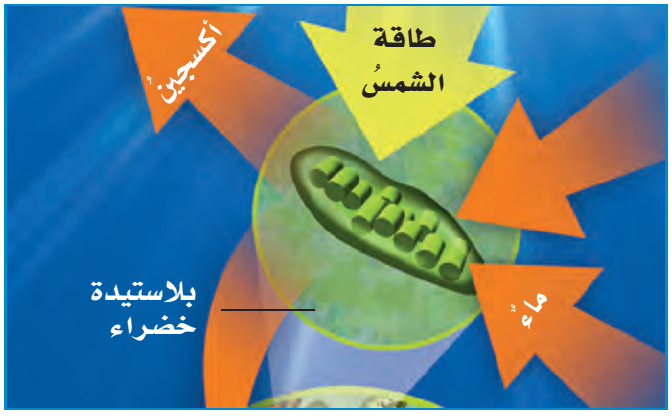 طاقة
الشمسُ
أكسجينٌ
ماءٌ
بلاستيدة
خضراء